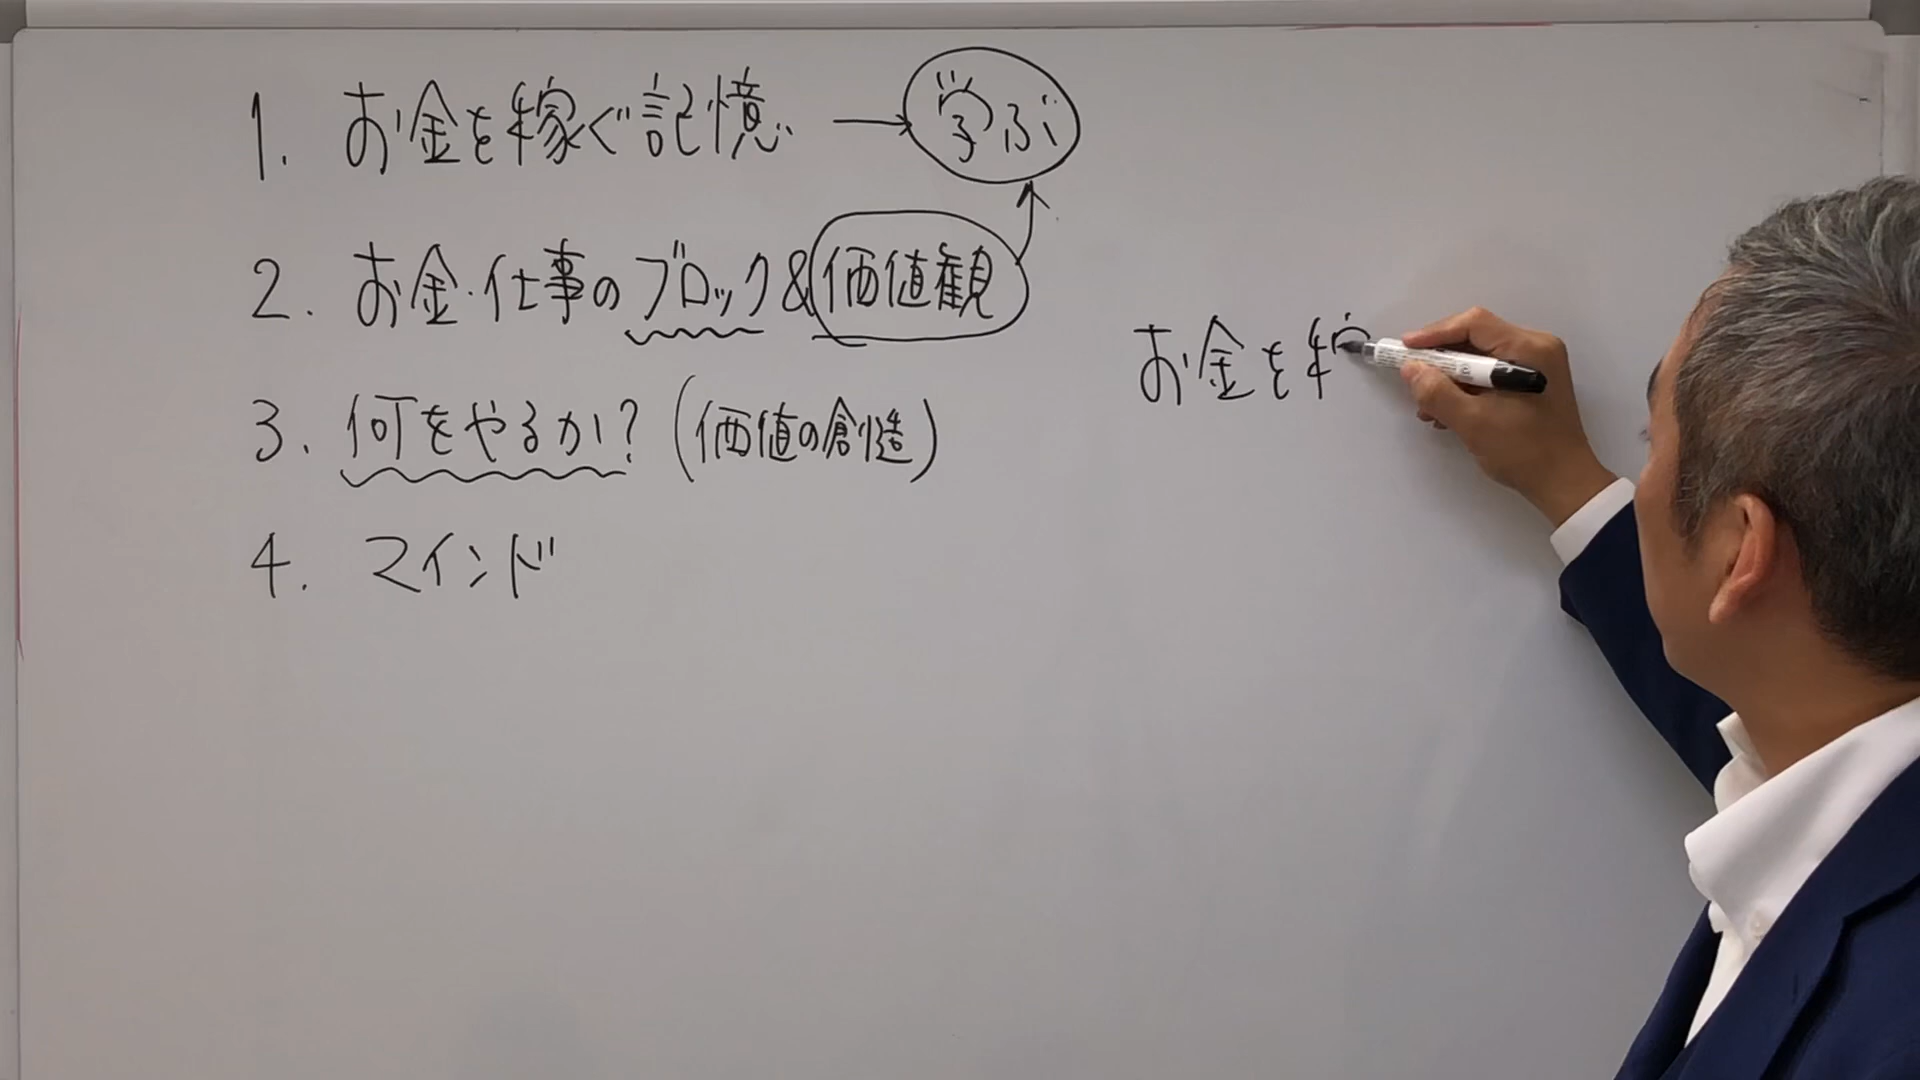 1. お金を稼ぐ記憶 → 学ぶ
2. お金・仕事のブロック&価値観
3. 何をやるか?(価値の創造)
4. マインド
お金を